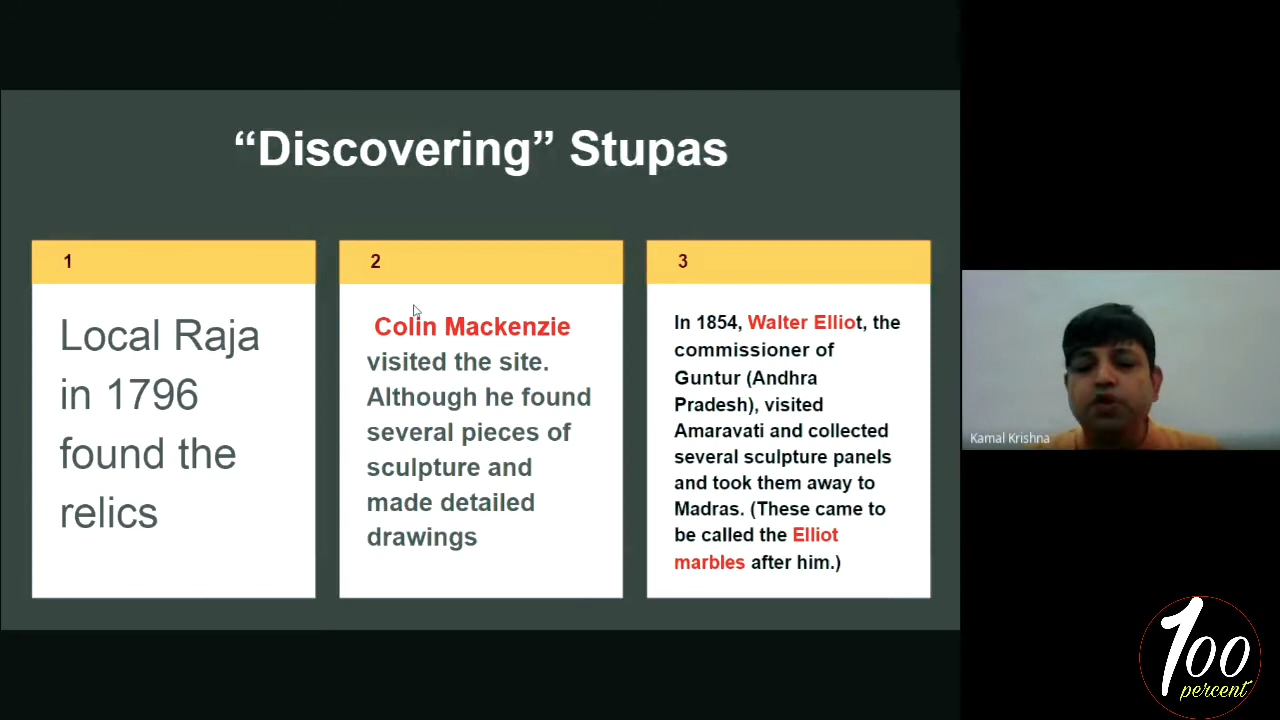 “Discovering” Stupas
1
Local Raja
in 1796
found the
relics
2
Colin Mackenzie
visited the site.
Although he found
several pieces of
sculpture and
made detailed
drawings
3
In 1854, Walter Elliot, the
commissioner of
Guntur (Andhra
Pradesh), visited
Amaravati and collected
several sculpture panels
and took them away to
Madras. (These came to
be called the Elliot
marbles after him.)
Kamal Krishna
100
percent